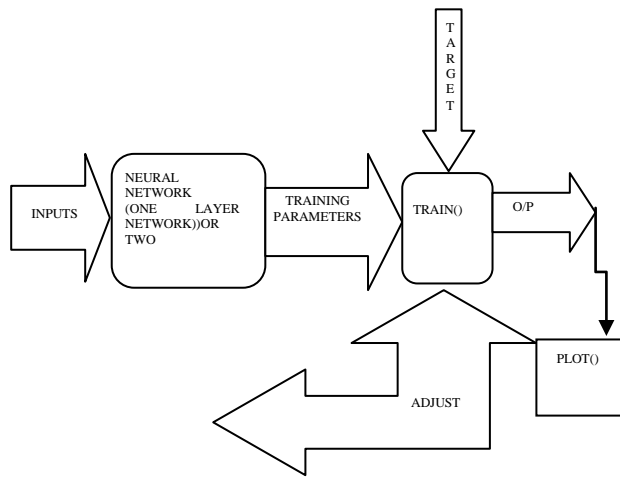 T
A
R
G
E
T
INPUTS
NEURAL
NETWORK
(ONE LAYER
NETWORK))OR
TWO
TRAINING
PARAMETERS
TRAIN()
O/P
PLOT()
ADJUST